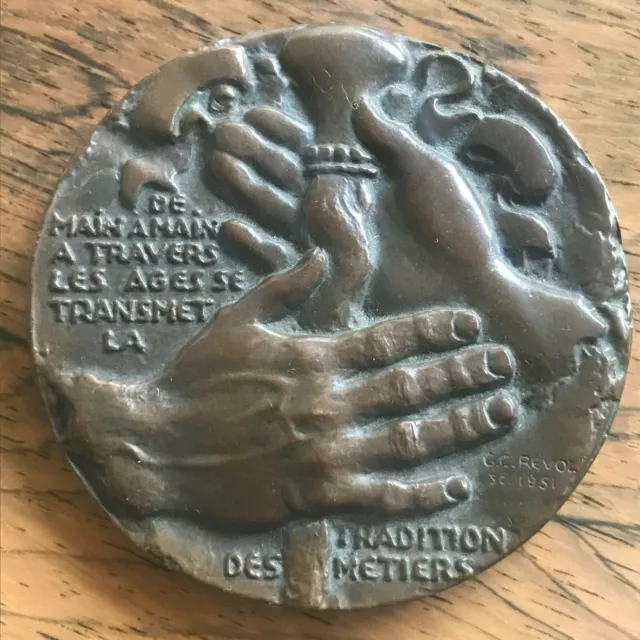 DE
MAIN A MAIN
A TRAVERS
LES AGES SE
TRANSMET
LA
TRADITION
DES METIERS
G.C. REVOL
SC 1951